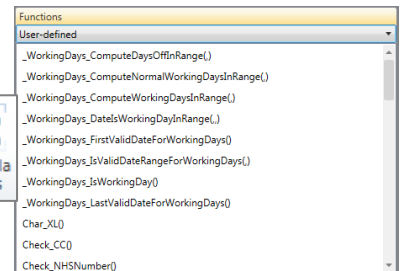 Functions
User-defined
_WorkingDays_ComputeDaysOffInRange(,)
_WorkingDays_ComputeNormalWorkingDaysInRange(,)
_WorkingDays_ComputeWorkingDaysInRange(,)
_WorkingDays_DateIsWorkingDayInRange(,,)
_WorkingDays_FirstValidDateForWorkingDays()
_WorkingDays_IsValidDateRangeForWorkingDays(,)
_WorkingDays_IsWorkingDay()
_WorkingDays_LastValidDateForWorkingDays()
Char_XL()
Check_CC()
Check_NHSNumber()